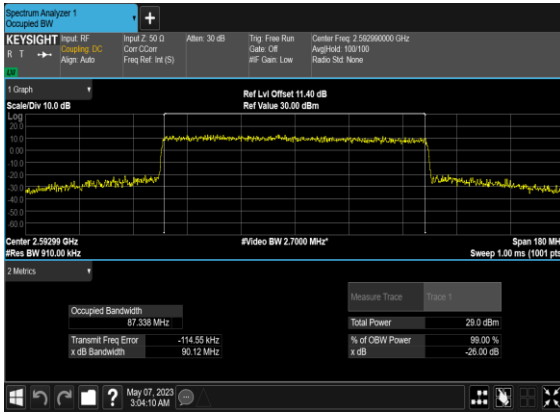 Spectrum Analyzer 1
Occupied BW
KEYSIGHT Input: RF Input Z: 50 Ω Atten: 30 dB Trig: Free Run Center Freq: 2.592990000 GHz
R T Coupling: DC Corr CCorr Gate: Off Avg|Hold: 100/100
Align: Auto Freq Ref: Int (S) #IF Gain: Low Radio Std: None
1 Graph
Scale/Div 10.0 dB
Ref Lvl Offset 11.40 dB
Ref Value 30.00 dBm
Log
20.0
10.0
0.00
-10.0
-20.0
-30.0
-40.0
-50.0
-60.0
Center 2.59299 GHz #Video BW 2.7000 MHz* Span 180 MH
#Res BW 910.00 kHz Sweep 1.00 ms (1001 pts
2 Metrics
Measure Trace Trace 1
Occupied Bandwidth
87.338 MHz
Total Power 29.0 dBm
Transmit Freq Error -114.55 kHz % of OBW Power 99.00 %
x dB Bandwidth 90.12 MHz x dB -26.00 dB
May 07, 2023
3:04:10 AM